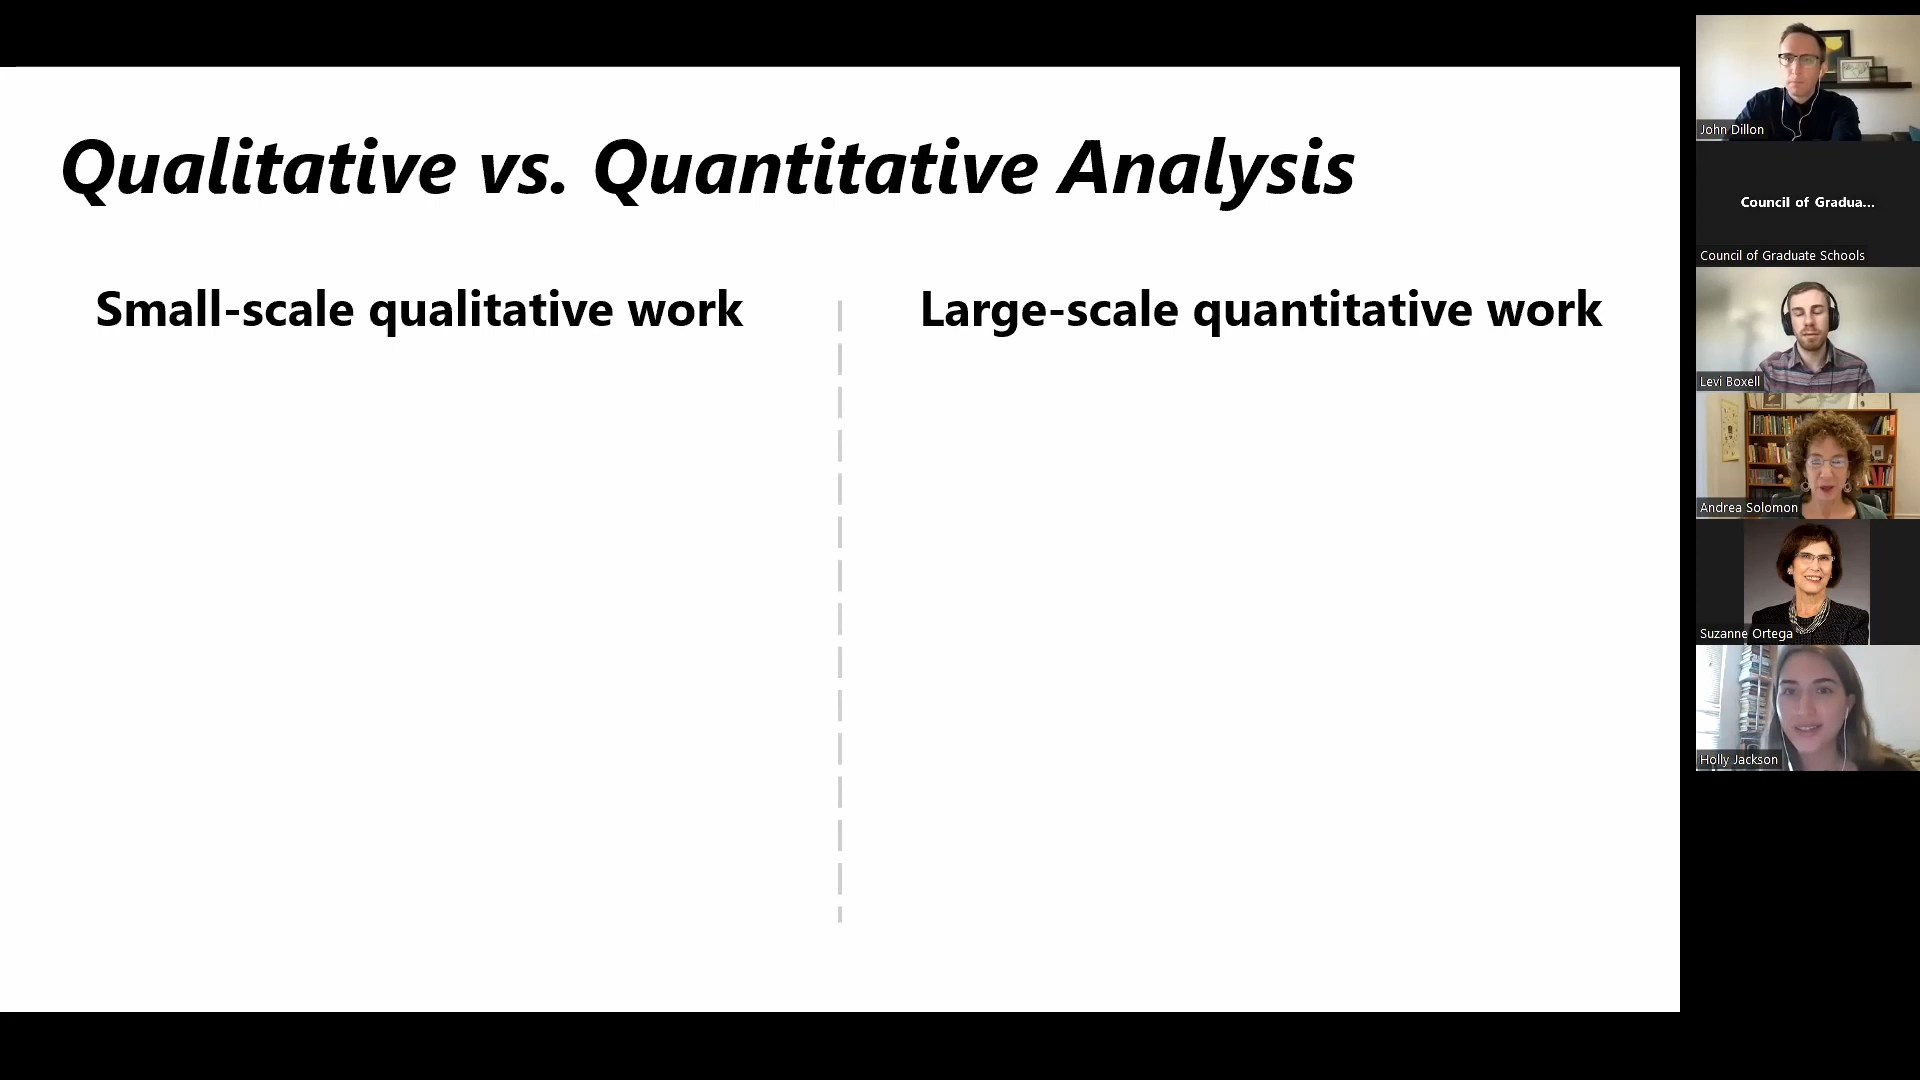 Qualitative vs. Quantitative Analysis
Small-scale qualitative work
Large-scale quantitative work
John Dillon
Council of Gradua...
Council of Graduate Schools
Levi Boxell
Andrea Solomon
Suzanne Ortega
Holly Jackson